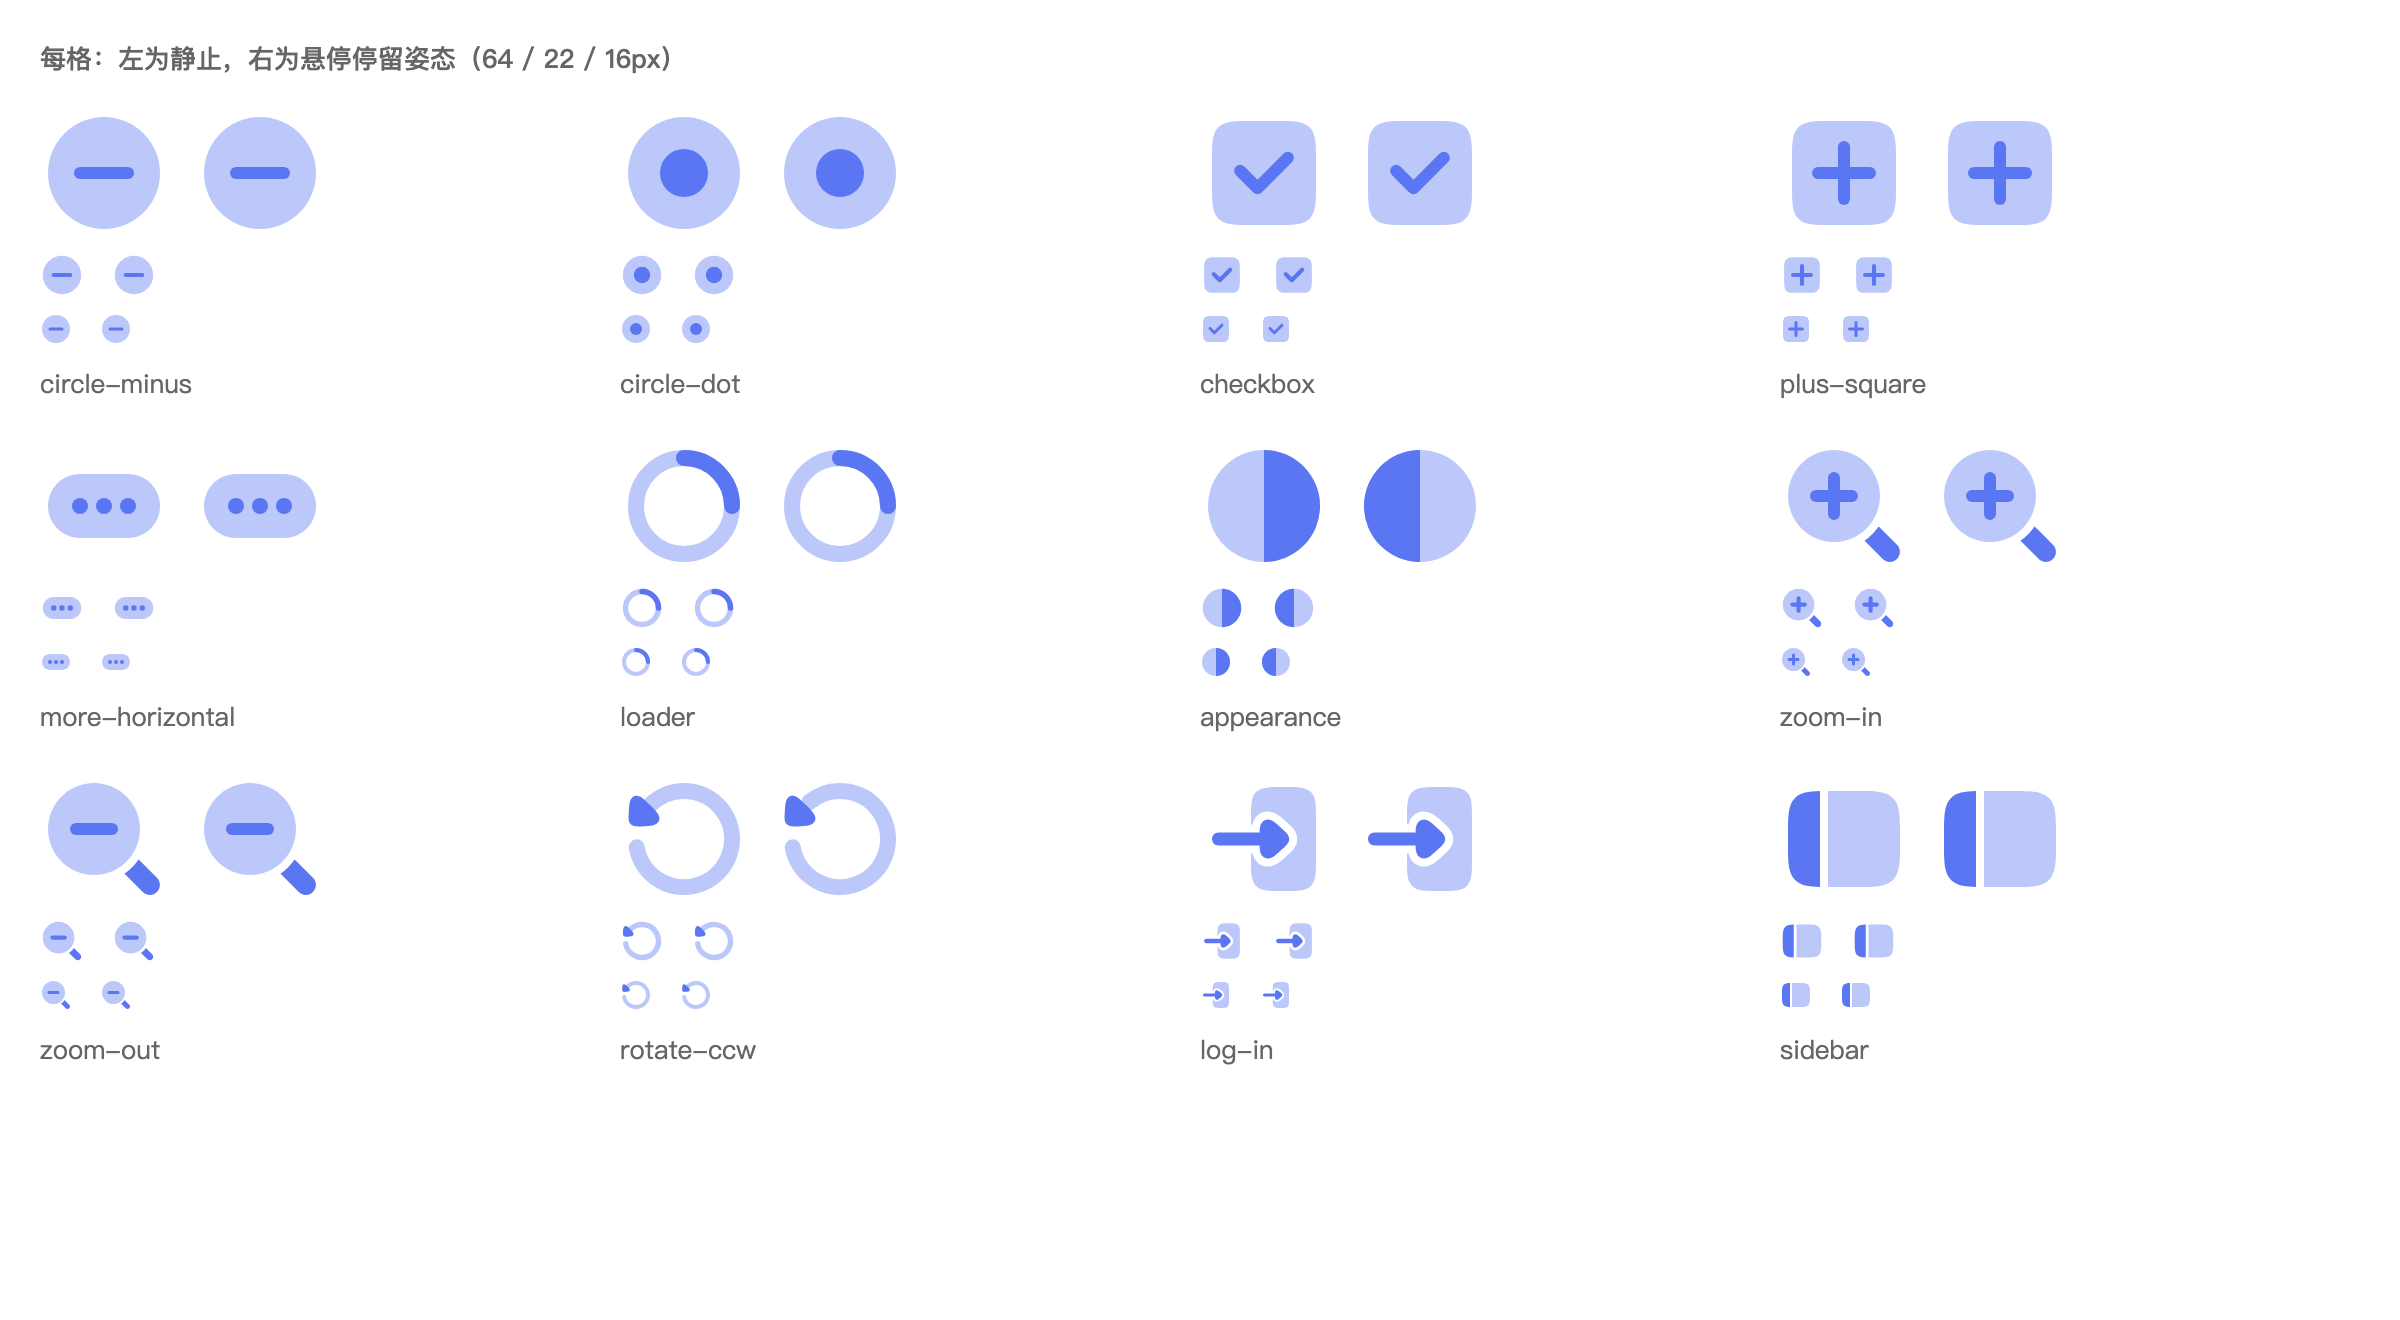 每格：左为静止，右为悬停停留姿态（64 / 22 / 16px）
circle-minus
circle-dot
checkbox
plus-square
more-horizontal
loader
appearance
zoom-in
zoom-out
rotate-ccw
log-in
sidebar